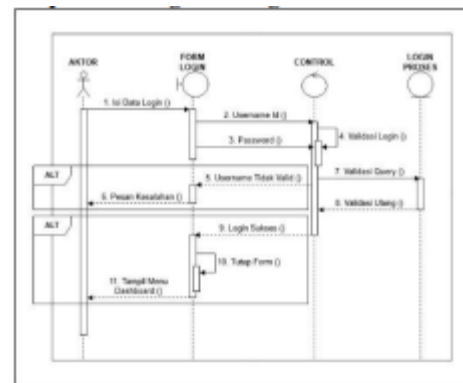 AKTOR
FORM
LOGIN
CONTROL
LOGIN
PROSES
1. Isi Data Login ()
2. Username Id ()
3. Password ()
4. Validasi Login ()
ALT
5. Username Tidak Valid ()
7. Validasi Query ()
6. Pesan Kesalahan ()
8. Validasi Ulang ()
ALT
9. Login Sukses ()
10. Tutup Form ()
11. Tampil Menu
Dashboard ()